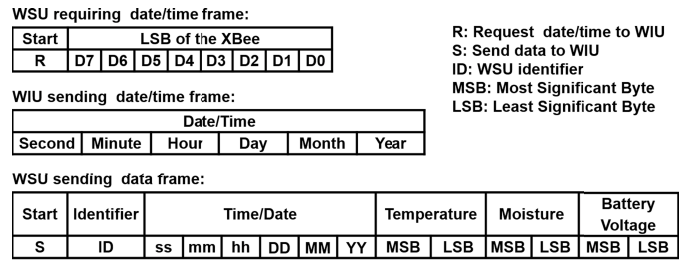 WSU requiring date/time frame:
Start LSB of the XBee
R D7 D6 D5 D4 D3 D2 D1 D0
R: Request date/time to WIU
S: Send data to WIU
ID: WSU identifier
MSB: Most Significant Byte
LSB: Least Significant Byte
WIU sending date/time frame:
Date/Time
Second Minute Hour Day Month Year
WSU sending data frame:
Start Identifier Time/Date Temperature Moisture Battery Voltage
S ID ss mm hh DD MM YY MSB LSB MSB LSB MSB LSB